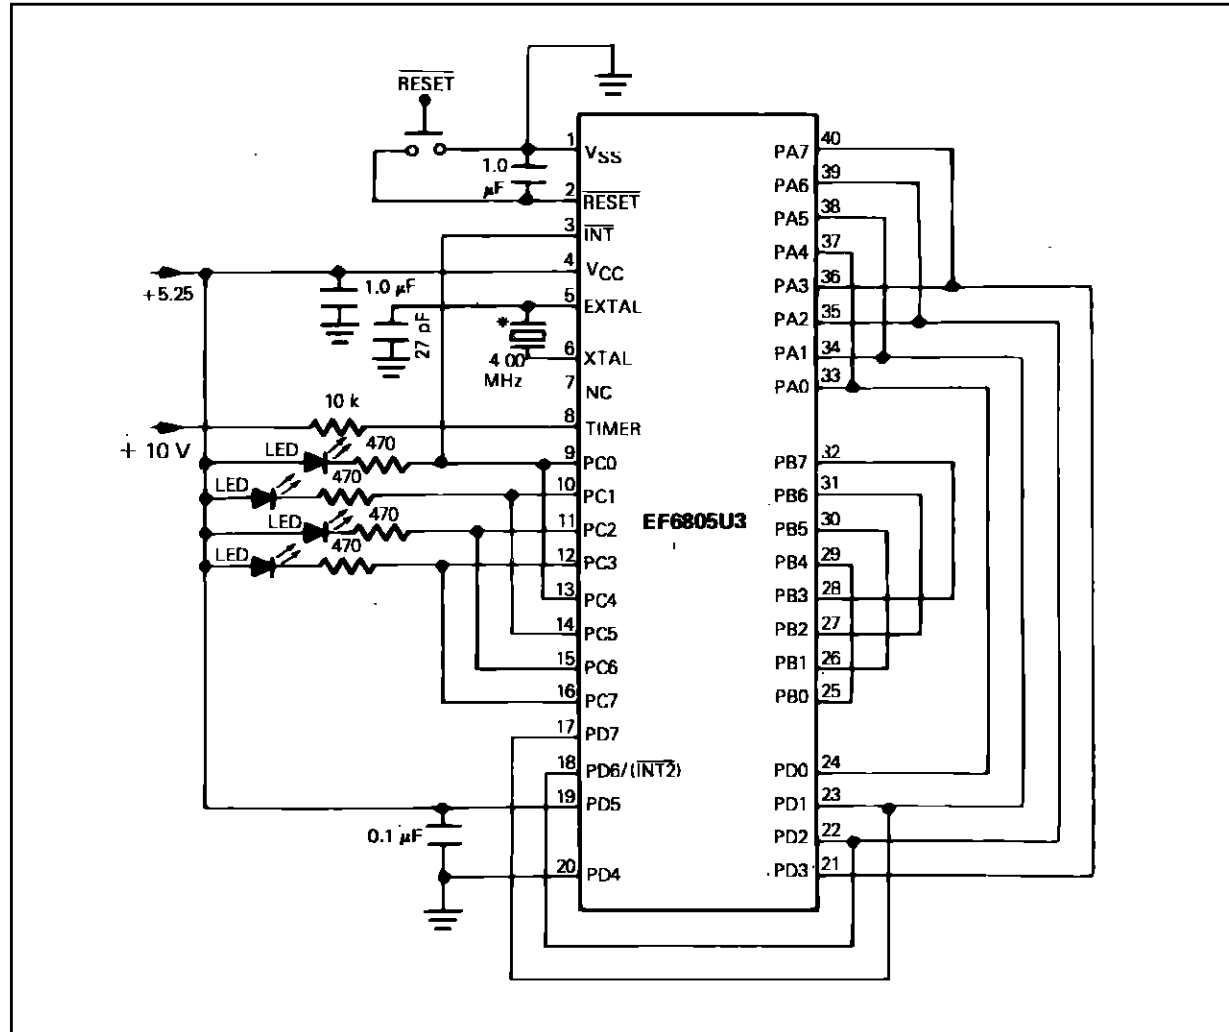 RESET
1.0
μF
+5.25
1.0 μF
27 pF
*
4.00
MHz
10 k
+ 10 V
LED
470
LED
470
LED
470
LED
470
0.1 μF
EF6805U3
1 VSS
2 RESET
3 INT
4 VCC
5 EXTAL
6 XTAL
7 NC
8 TIMER
9 PC0
10 PC1
11 PC2
12 PC3
13 PC4
14 PC5
15 PC6
16 PC7
17 PD7
18 PD6/(INT2)
19 PD5
20 PD4
PA7 40
PA6 39
PA5 38
PA4 37
PA3 36
PA2 35
PA1 34
PA0 33
PB7 32
PB6 31
PB5 30
PB4 29
PB3 28
PB2 27
PB1 26
PB0 25
PD0 24
PD1 23
PD2 22
PD3 21